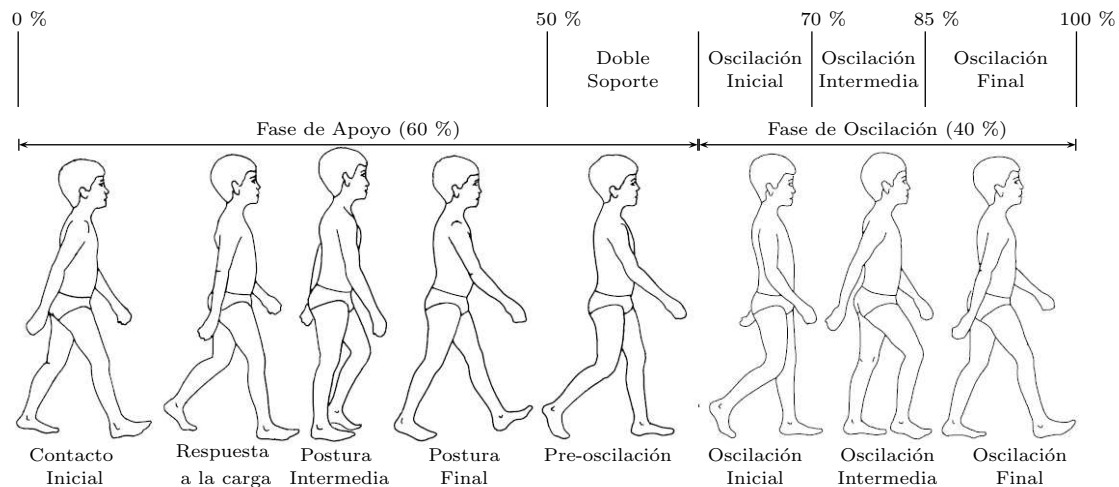 0 % 50 % 70 % 85 % 100 %
Doble Soporte
Oscilación Inicial
Oscilación Intermedia
Oscilación Final
Fase de Apoyo (60 %) Fase de Oscilación (40 %)
Contacto Inicial
Respuesta a la carga
Postura Intermedia
Postura Final
Pre-oscilación
Oscilación Inicial
Oscilación Intermedia
Oscilación Final